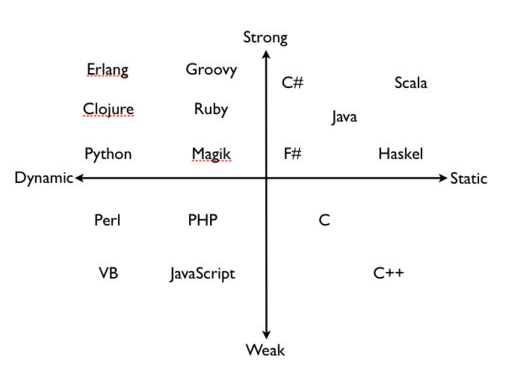 Strong
Erlang Groovy C# Scala
Clojure Ruby Java
Python Magik F# Haskel
Dynamic Static
Perl PHP C
VB JavaScript C++
Weak